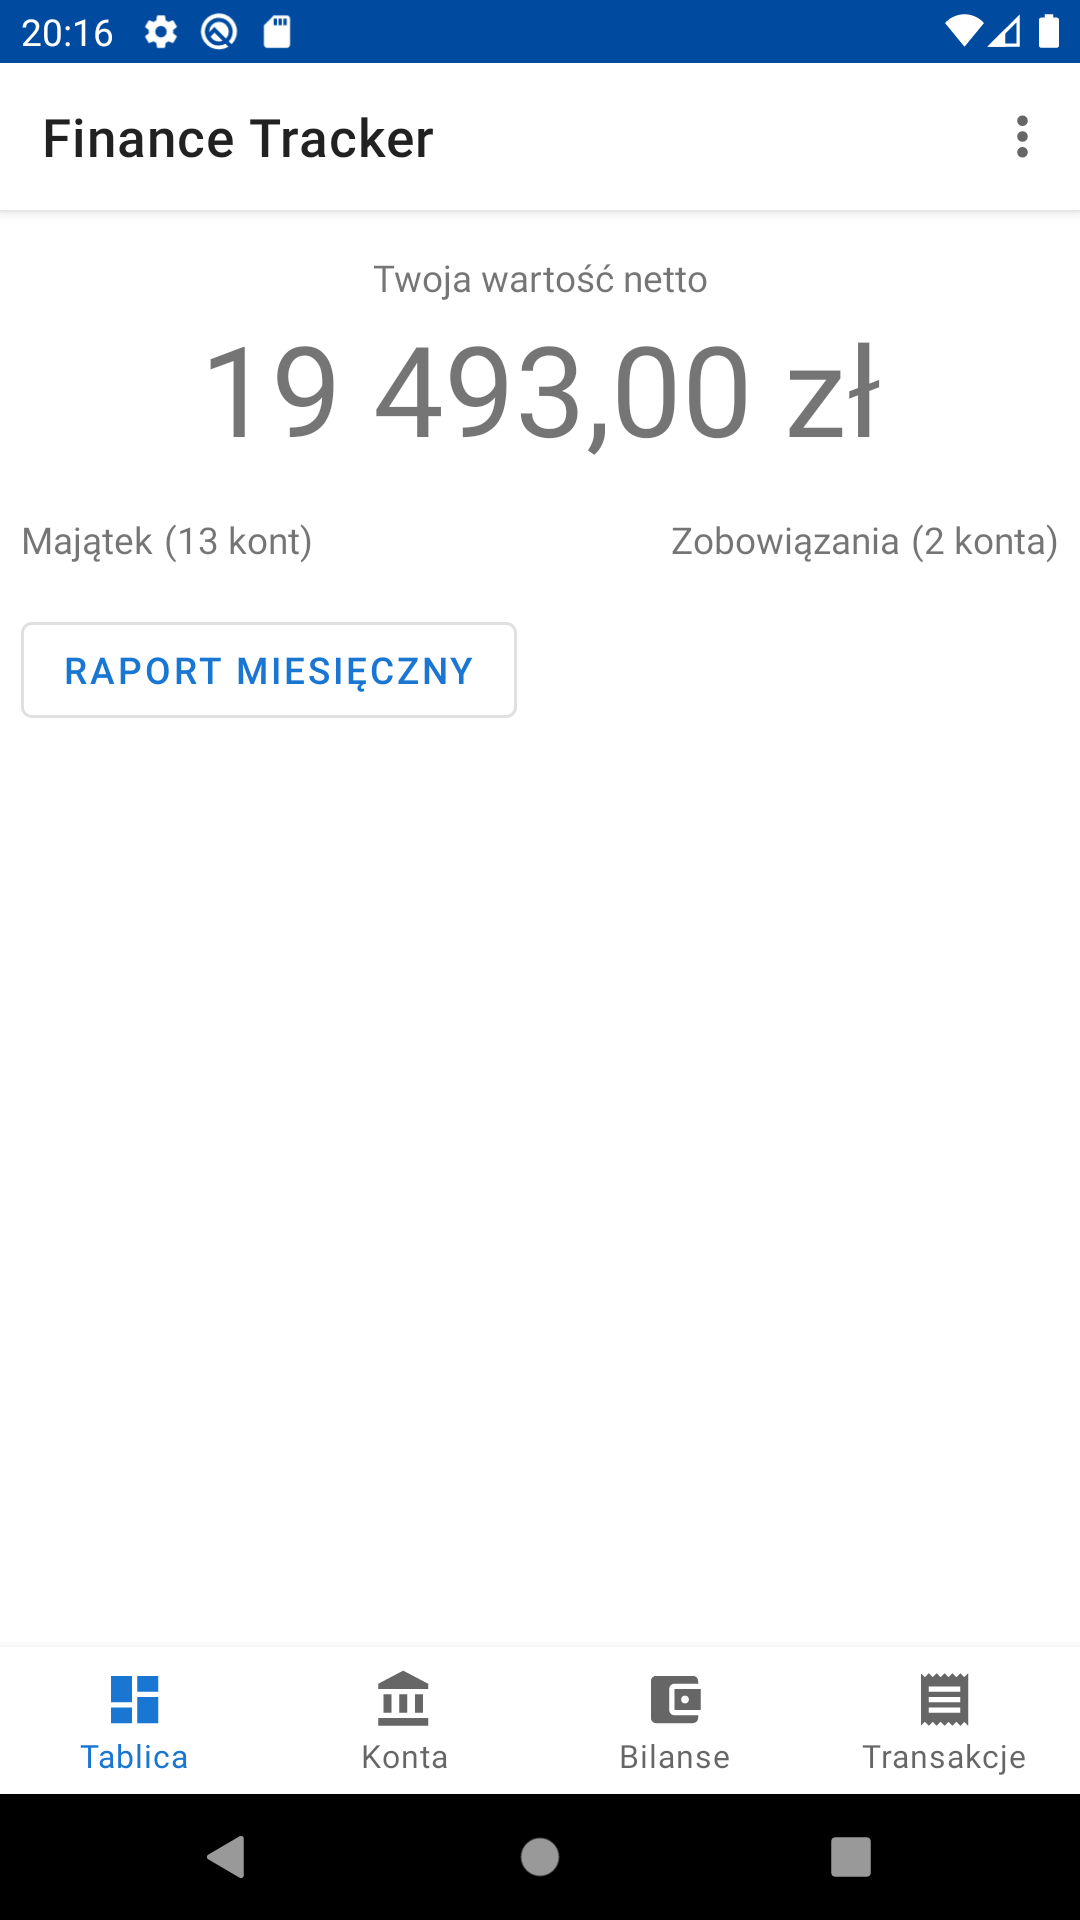 20:16
Finance Tracker
Twoja wartość netto
19 493,00 zł
Majątek (13 kont)
Zobowiązania (2 konta)
RAPORT MIESIĘCZNY
Tablica
Konta
Bilanse
Transakcje